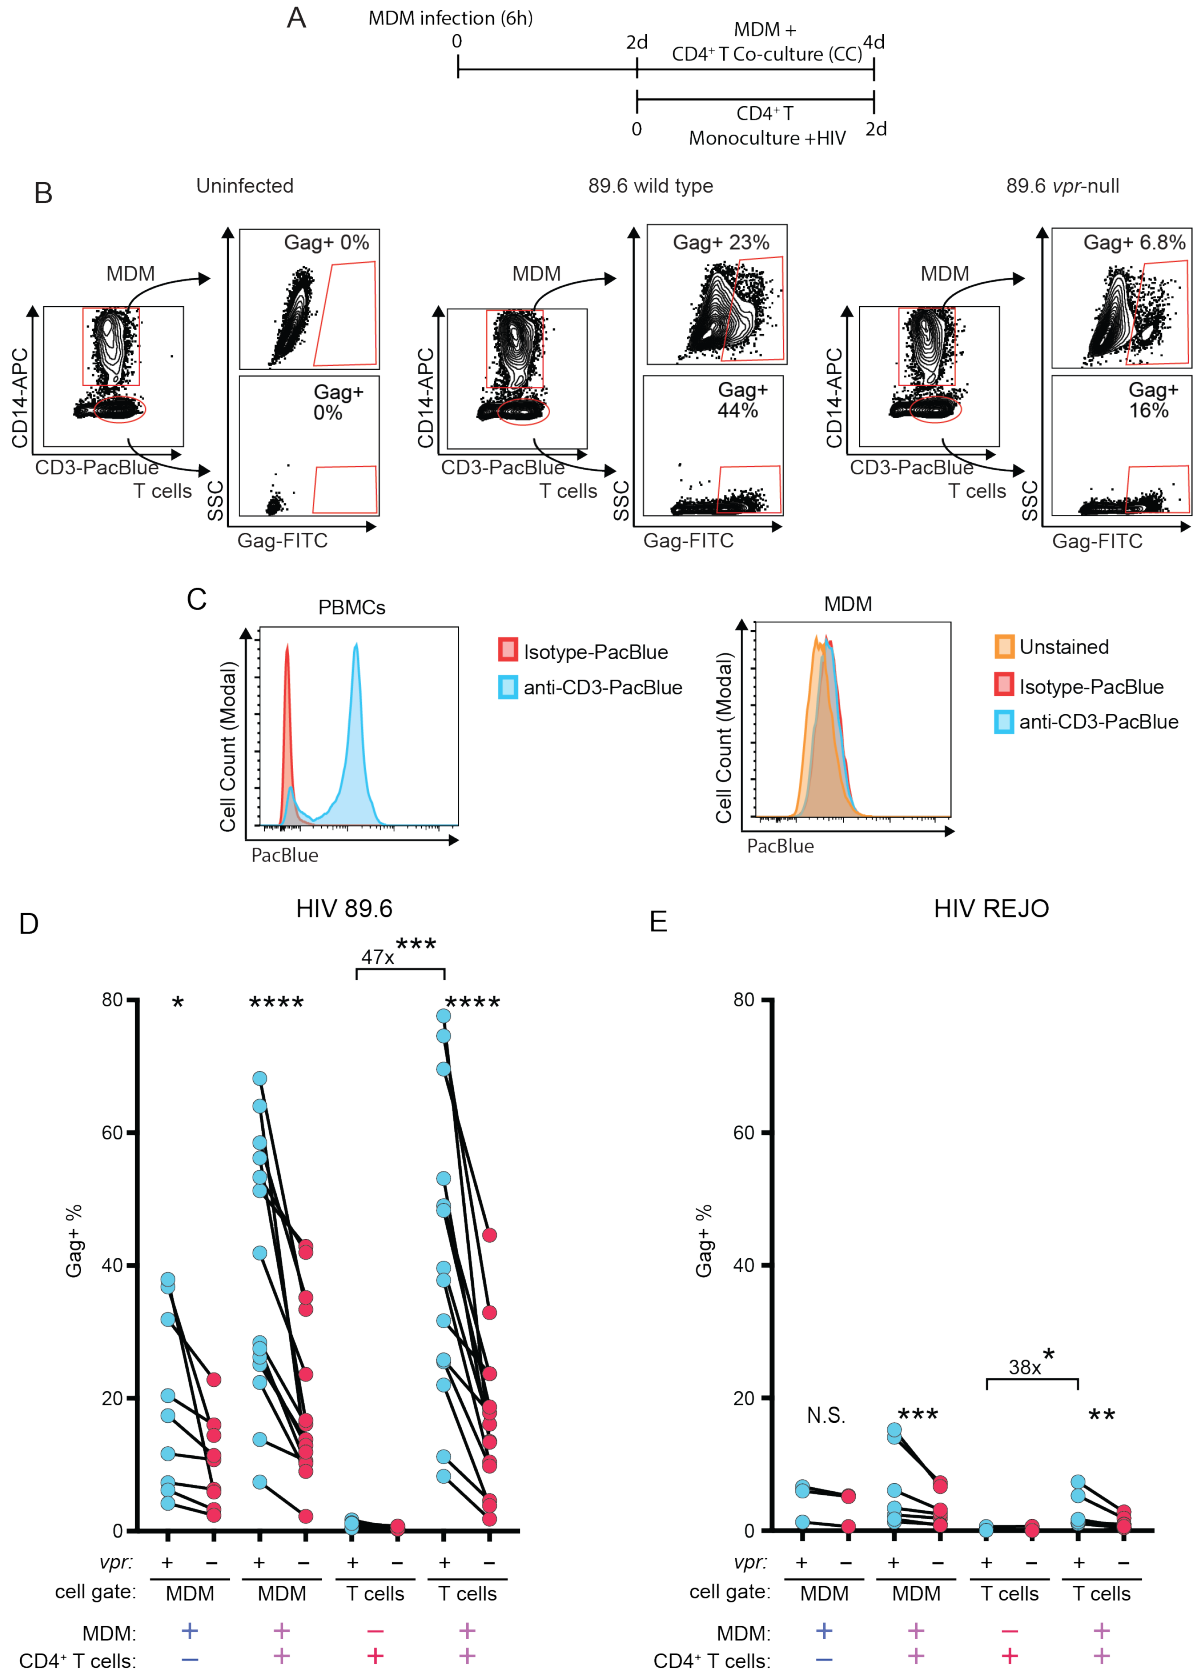 A
MDM infection (6h)
0
2d
MDM +
CD4⁺ T Co-culture (CC)
4d
0
CD4⁺ T
Monoculture +HIV
2d
B
Uninfected
89.6 wild type
89.6 vpr-null
MDM
Gag+ 0%
CD14-APC
CD3-PacBlue
T cells
Gag+
0%
SSC
Gag-FITC
MDM
Gag+ 23%
CD14-APC
CD3-PacBlue
T cells
Gag+
44%
SSC
Gag-FITC
MDM
Gag+ 6.8%
CD14-APC
CD3-PacBlue
T cells
Gag+
16%
SSC
Gag-FITC
C
PBMCs
Cell Count (Modal)
PacBlue
Isotype-PacBlue
anti-CD3-PacBlue
MDM
Cell Count (Modal)
PacBlue
Unstained
Isotype-PacBlue
anti-CD3-PacBlue
D
HIV 89.6
47x ***
* **** ****
80
60
40
20
0
Gag+ %
vpr: + − + − + − + −
cell gate: MDM MDM T cells T cells
MDM: + + − +
CD4⁺ T cells: − + + +
E
HIV REJO
38x *
N.S. *** **
80
60
40
20
0
Gag+ %
vpr: + − + − + − + −
cell gate: MDM MDM T cells T cells
MDM: + + − +
CD4⁺ T cells: − + + +